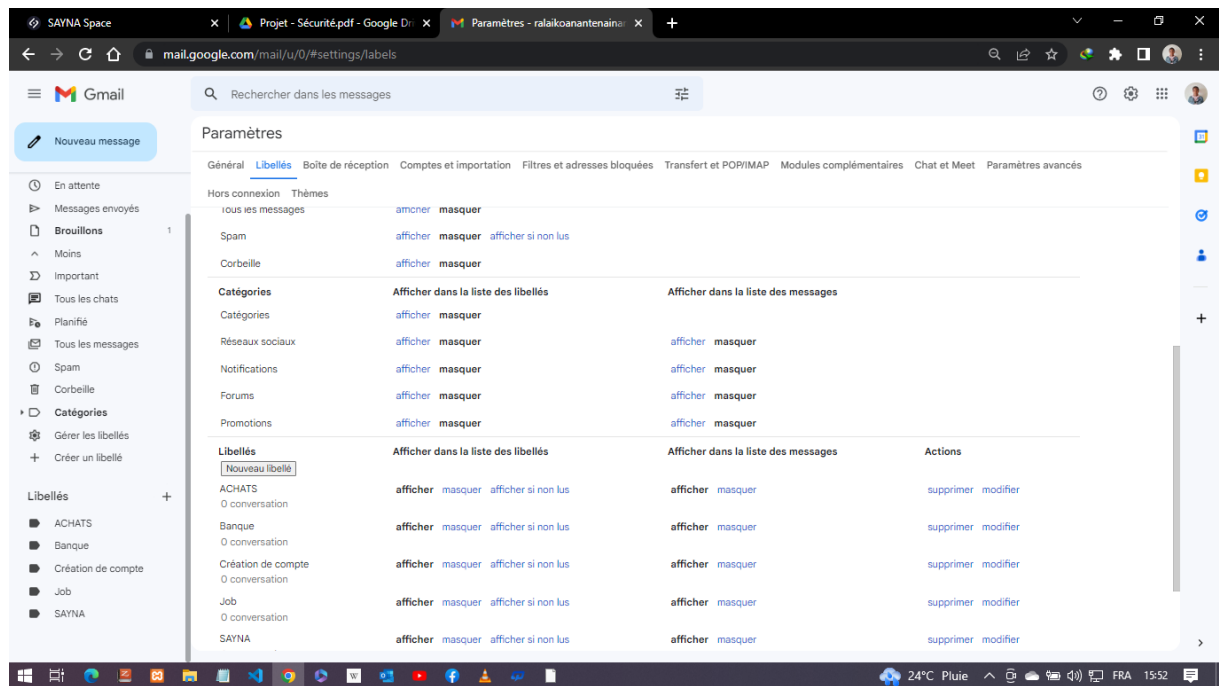 SAYNA Space
Projet - Sécurité.pdf - Google Dri
Paramètres - ralaikoanantenaina
mail.google.com/mail/u/0/#settings/labels
Gmail
Rechercher dans les messages
Nouveau message
En attente
Messages envoyés
Brouillons 1
Moins
Important
Tous les chats
Planifié
Tous les messages
Spam
Corbeille
Catégories
Gérer les libellés
Créer un libellé
Libellés +
ACHATS
Banque
Création de compte
Job
SAYNA
Paramètres
Général Libellés Boîte de réception Comptes et importation Filtres et adresses bloquées Transfert et POP/IMAP Modules complémentaires Chat et Meet Paramètres avancés
Hors connexion Thèmes
Tous les messages afficher masquer
Spam afficher masquer afficher si non lus
Corbeille afficher masquer
Catégories Afficher dans la liste des libellés Afficher dans la liste des messages
Catégories afficher masquer
Réseaux sociaux afficher masquer afficher masquer
Notifications afficher masquer afficher masquer
Forums afficher masquer afficher masquer
Promotions afficher masquer afficher masquer
Libellés Afficher dans la liste des libellés Afficher dans la liste des messages Actions
Nouveau libellé
ACHATS afficher masquer afficher si non lus afficher masquer supprimer modifier
0 conversation
Banque afficher masquer afficher si non lus afficher masquer supprimer modifier
0 conversation
Création de compte afficher masquer afficher si non lus afficher masquer supprimer modifier
0 conversation
Job afficher masquer afficher si non lus afficher masquer supprimer modifier
0 conversation
SAYNA afficher masquer afficher si non lus afficher masquer supprimer modifier
24°C Pluie FRA 15:52